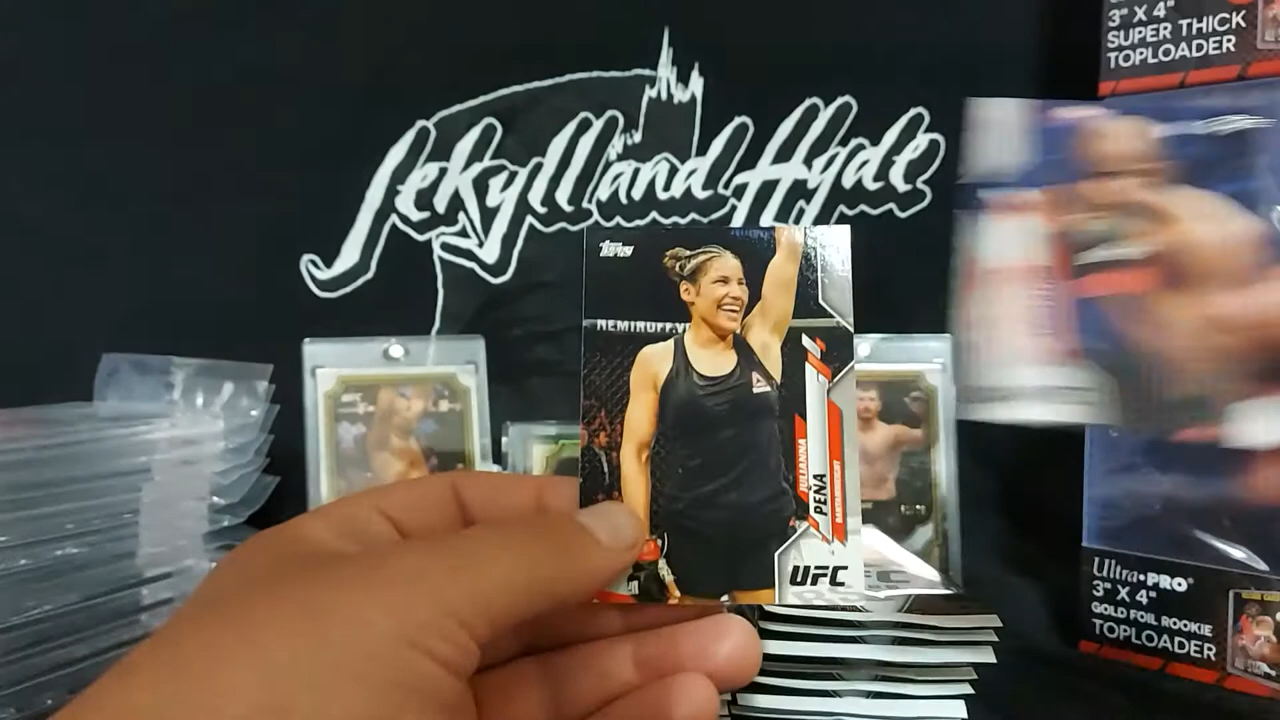 3" X 4"
SUPER THICK
TOPLOADER
Jekyll and Hyde
Topps
NEMIROFF.V
JULIANNA
PENA
BANTAMWEIGHT
UFC
Ultra•PRO®
3" X 4"
GOLD FOIL ROOKIE
TOPLOADER